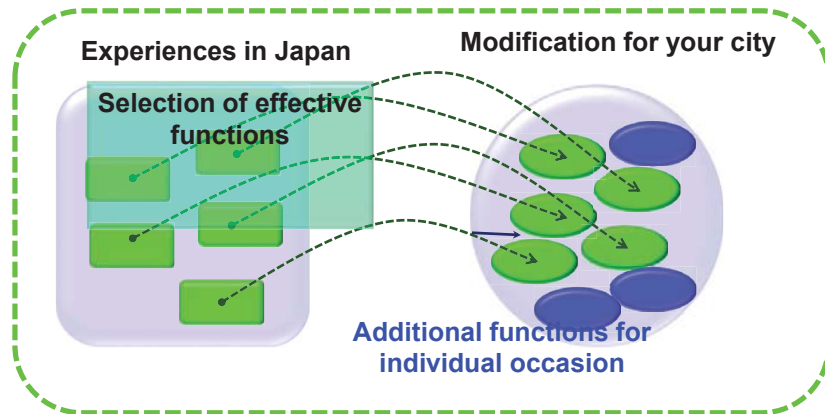 Experiences in Japan
Modification for your city
Selection of effective
functions
Additional functions for
individual occasion